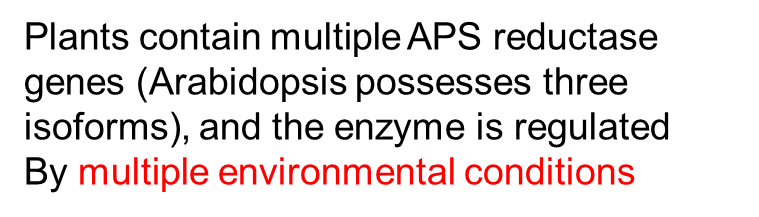 Plants contain multiple APS reductase
genes (Arabidopsis possesses three
isoforms), and the enzyme is regulated
By multiple environmental conditions